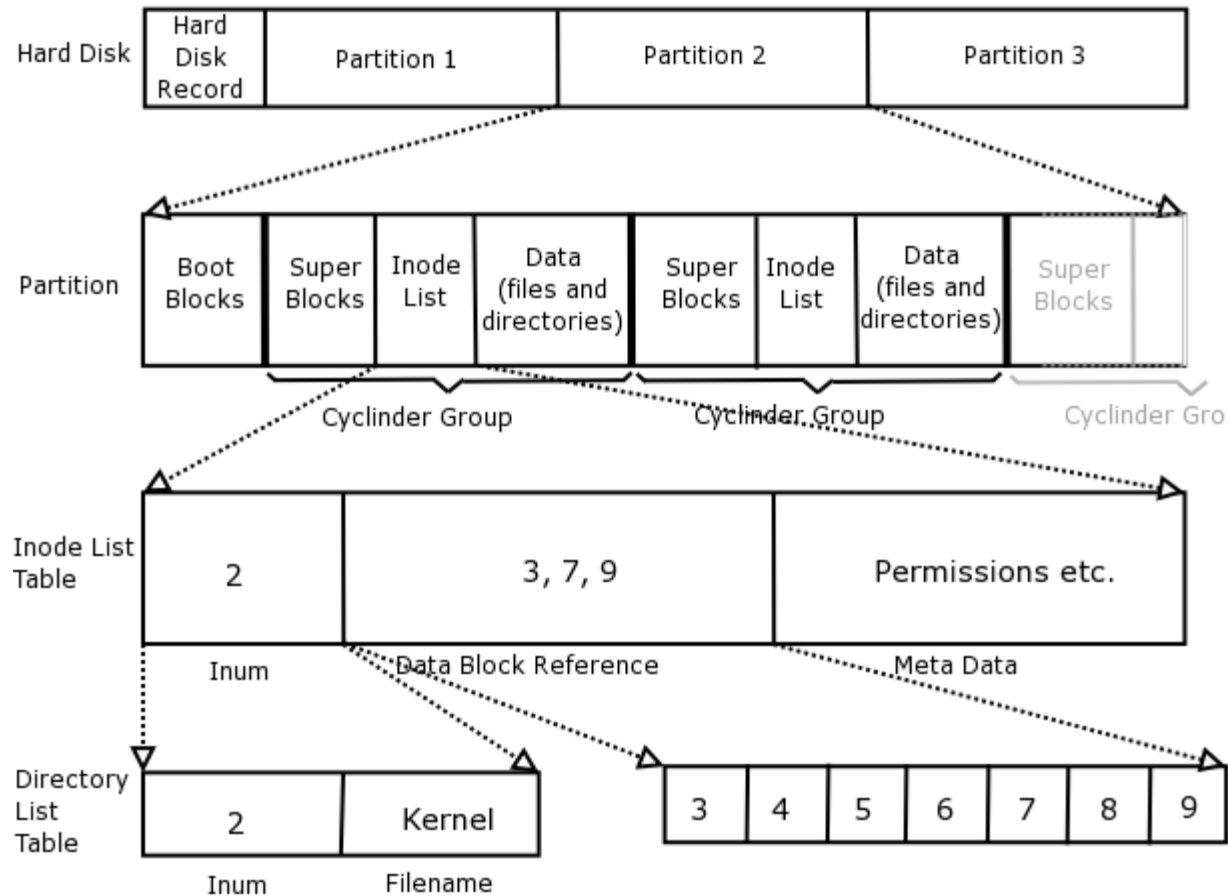 Hard Disk
Hard
Disk
Record
Partition 1
Partition 2
Partition 3
Partition
Boot
Blocks
Super
Blocks
Inode
List
Data
(files and
directories)
Super
Blocks
Inode
List
Data
(files and
directories)
Super
Blocks
Cyclinder Group
Cyclinder Group
Cyclinder Gro
Inode List
Table
2
3, 7, 9
Permissions etc.
Inum
Data Block Reference
Meta Data
Directory
List
Table
2
Kernel
3
4
5
6
7
8
9
Inum
Filename